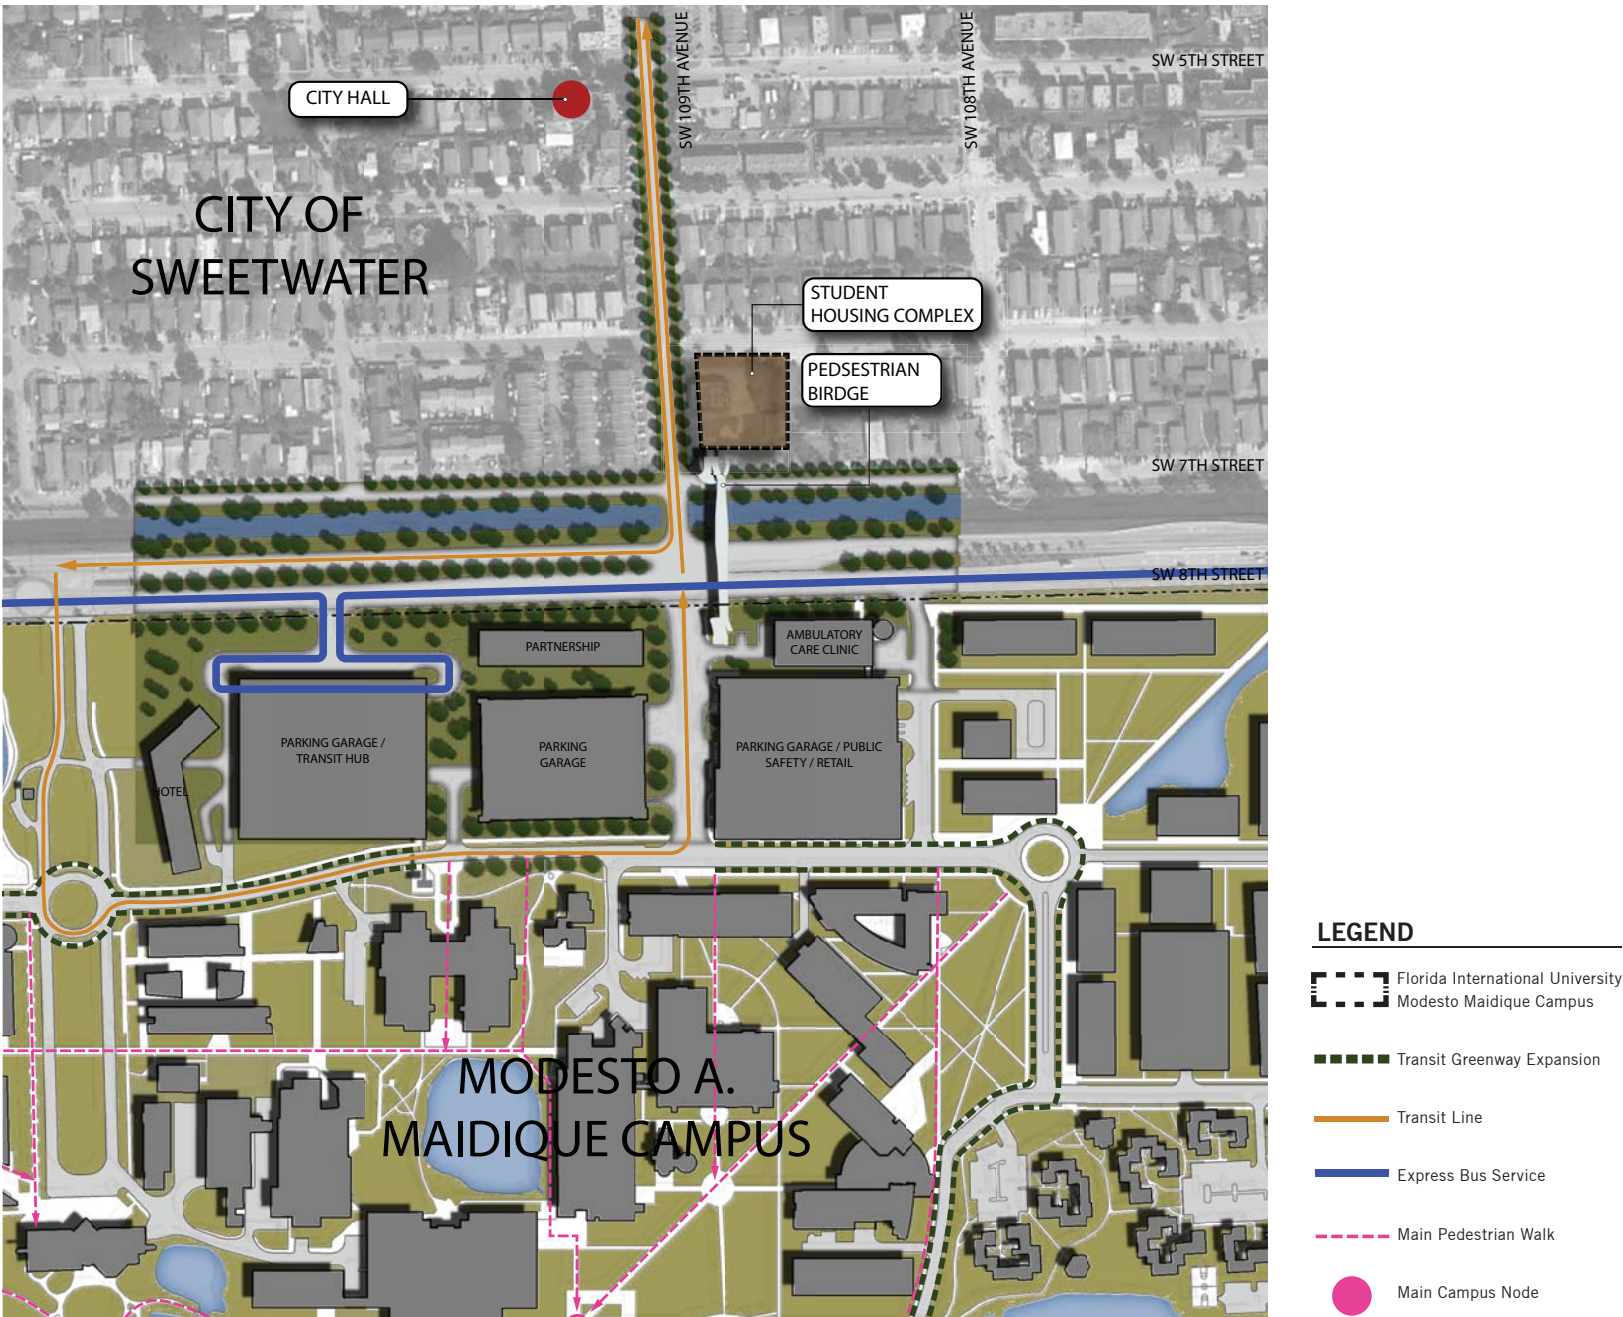 SW 109TH AVENUE
SW 108TH AVENUE
SW 5TH STREET
CITY HALL
CITY OF
SWEETWATER
STUDENT
HOUSING COMPLEX
PEDSESTRIAN
BIRDGE
SW 7TH STREET
SW 8TH STREET
PARTNERSHIP
AMBULATORY
CARE CLINIC
PARKING GARAGE /
TRANSIT HUB
PARKING
GARAGE
PARKING GARAGE / PUBLIC
SAFETY / RETAIL
HOTEL
MODESTO A.
MAIDIQUE CAMPUS
LEGEND
Florida International University
Modesto Maidique Campus
Transit Greenway Expansion
Transit Line
Express Bus Service
Main Pedestrian Walk
Main Campus Node